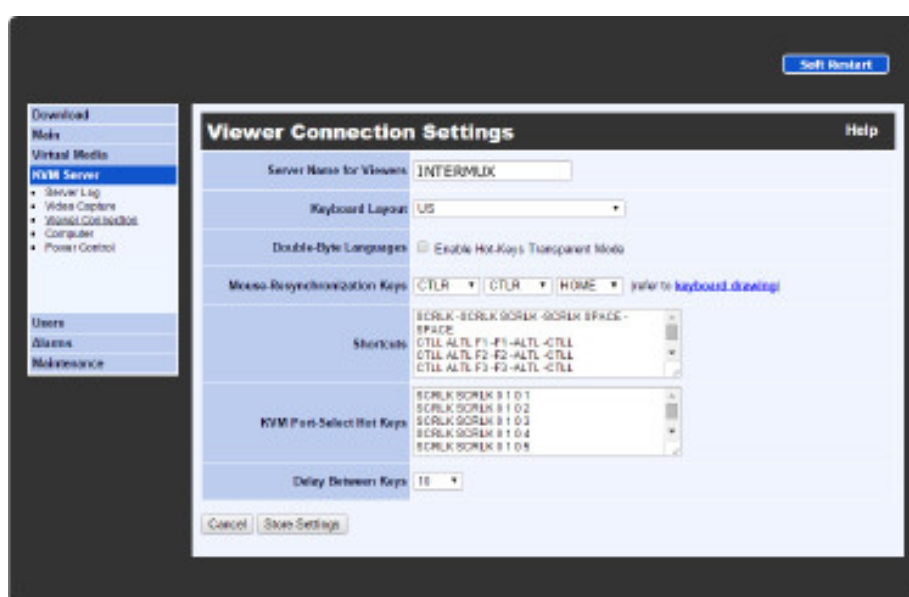 Soft Restart
Download
Main
Virtual Media
KVM Server
Server Log
Video Capture
Viewer Connection
Computer
Power Control
Users
Alarms
Maintenance
Viewer Connection Settings
Help
Server Name for Viewers INTERMUX
Keyboard Layout US
Double-Byte Languages Enable Hot-Keys Transparent Mode
Mouse-Resynchronization Keys CTLR CTLR HOME (refer to keyboard drawing)
Shortcuts
SCRLK -SCRLK SCRLK -SCRLK SPACE -
SPACE
CTLL ALTL F1 -F1 -ALTL -CTLL
CTLL ALTL F2 -F2 -ALTL -CTLL
CTLL ALTL F3 -F3 -ALTL -CTLL
KVM Port-Select Hot Keys
SCRLK SCRLK 0 1 0 1
SCRLK SCRLK 0 1 0 2
SCRLK SCRLK 0 1 0 3
SCRLK SCRLK 0 1 0 4
SCRLK SCRLK 0 1 0 5
Delay Between Keys 10
Cancel Store Settings